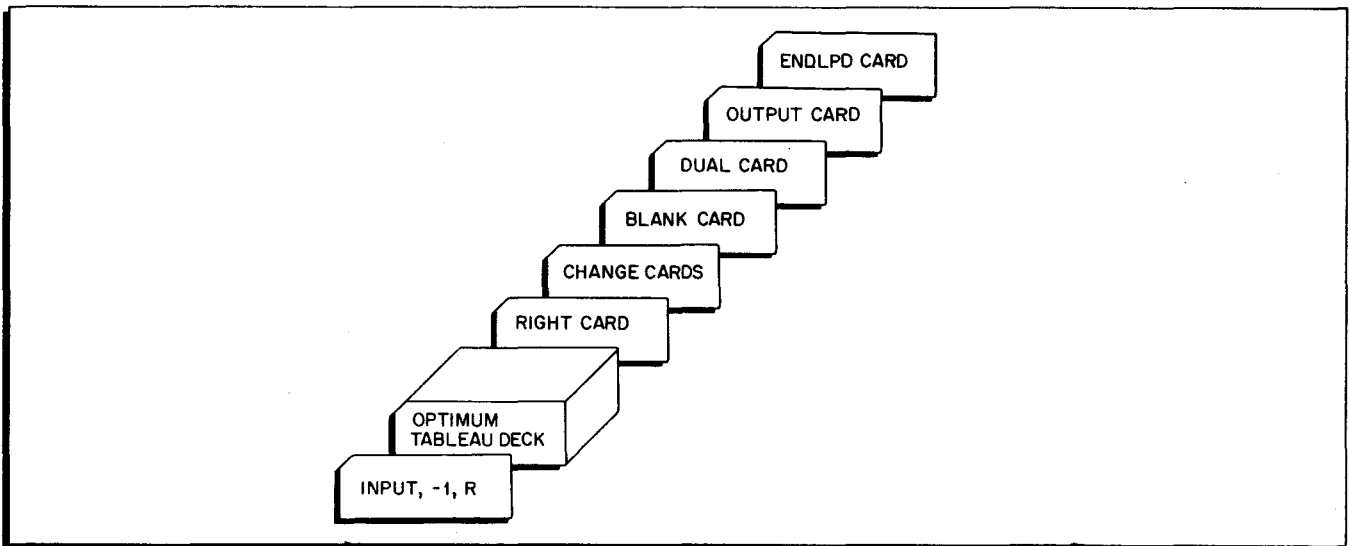 ENDLPD CARD
OUTPUT CARD
DUAL CARD
BLANK CARD
CHANGE CARDS
RIGHT CARD
OPTIMUM
TABLEAU DECK
INPUT, -1, R